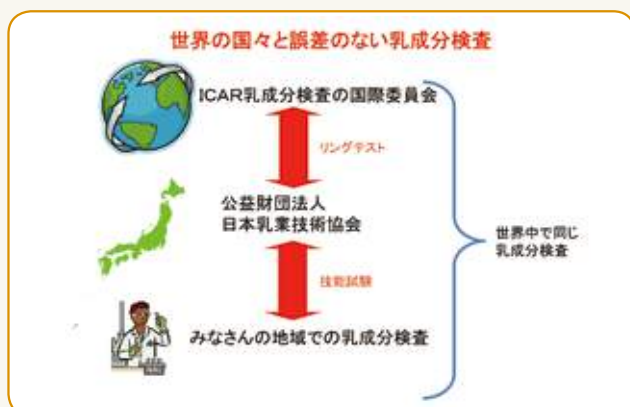 世界の国々と誤差のない乳成分検査
ICAR乳成分検査の国際委員会
リングテスト
公益財団法人
日本乳業技術協会
世界中で同じ
乳成分検査
技能試験
みなさんの地域での乳成分検査